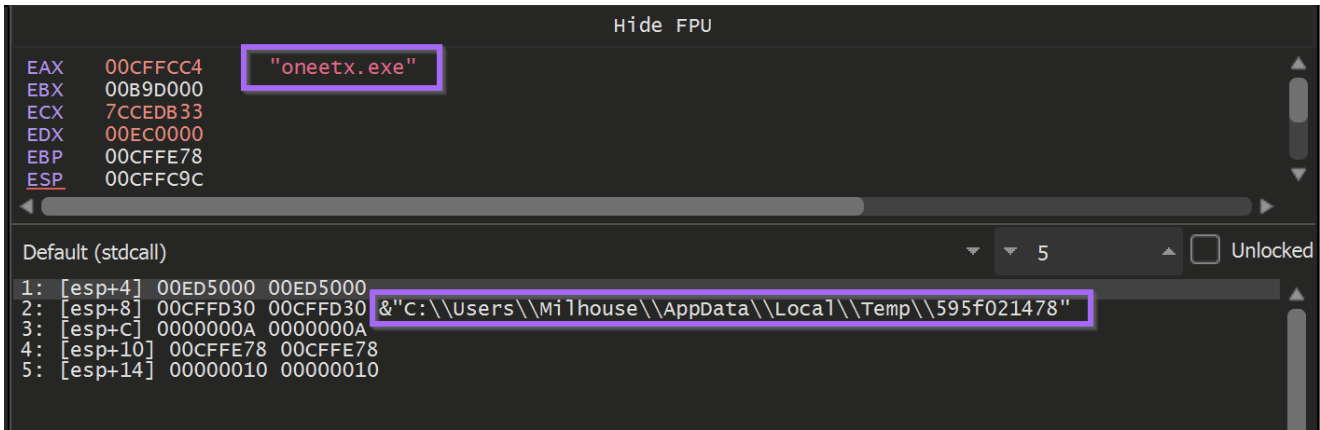 Hide FPU
EAX 00CFFCC4 "oneetx.exe"
EBX 00B9D000
ECX 7CCEDB33
EDX 00EC0000
EBP 00CFFE78
ESP 00CFFC9C
Default (stdcall) 5 Unlocked
1: [esp+4] 00ED5000 00ED5000
2: [esp+8] 00CFFD30 00CFFD30 &"C:\\Users\\Milhouse\\AppData\\Local\\Temp\\595f021478"
3: [esp+c] 0000000A 0000000A
4: [esp+10] 00CFFE78 00CFFE78
5: [esp+14] 00000010 00000010